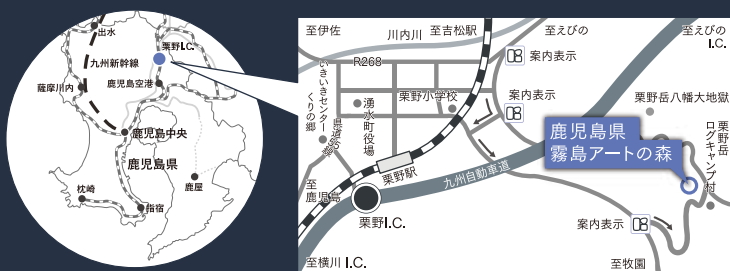 出水
栗野I.C.
九州新幹線
薩摩川内
鹿児島空港
鹿児島中央
鹿児島県
鹿屋
枕崎
指宿
至伊佐
川内川
至吉松駅
至えびの
至えびの
I.C.
R268
案内表示
いきいきセンター
くりの郷
湧水町役場
栗野小学校
案内表示
栗野岳八幡大地獄
県道55号
鹿児島県
霧島アートの森
栗野岳
ログキャンプ村
栗野駅
九州自動車道
至
鹿児島
栗野I.C.
案内表示
至横川 I.C.
至牧園